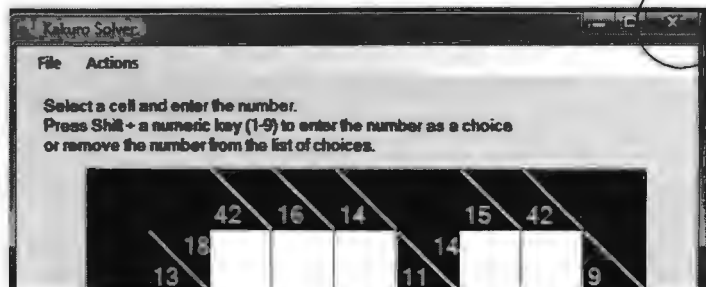 Kakuro Solver
File Actions
Select a cell and enter the number.
Press Shift + a numeric key (1-9) to enter the number as a choice
or remove the number from the list of choices.
42 16 14 15 42
18 14
13 11 9